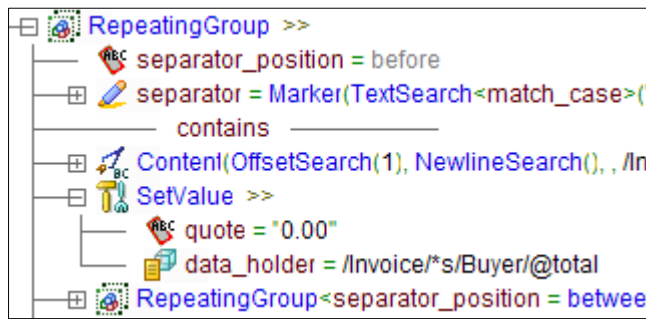 RepeatingGroup >>
separator_position = before
separator = Marker(TextSearch<match_case>(
contains
Content(OffsetSearch(1), NewlineSearch(), , /In
SetValue >>
quote = "0.00"
data_holder = /Invoice/*s/Buyer/@total
RepeatingGroup<separator_position = betwee